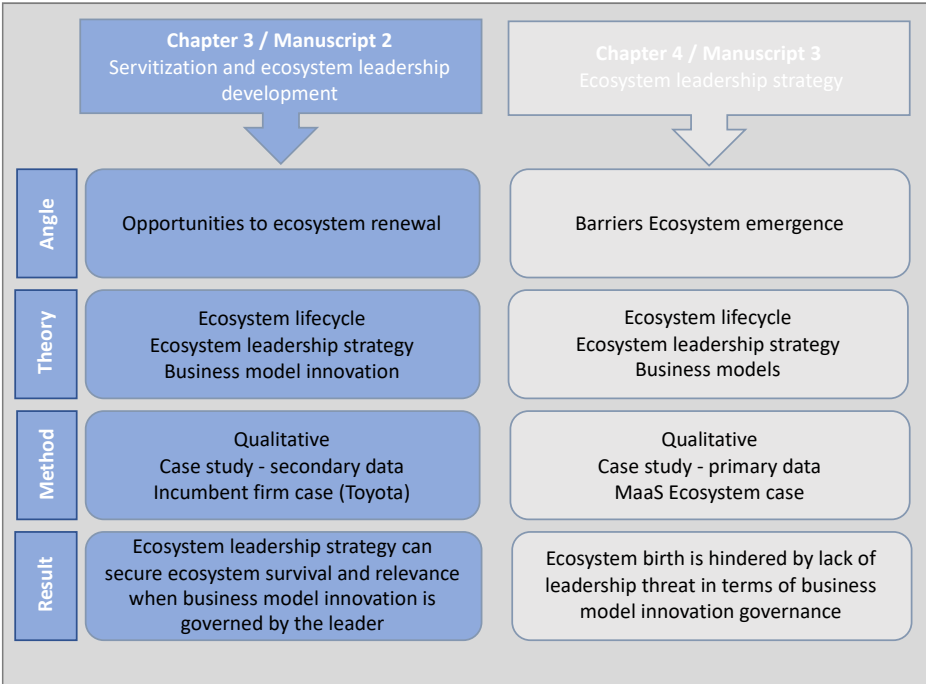 Chapter 3 / Manuscript 2
Servitization and ecosystem leadership
development
Chapter 4 / Manuscript 3
Ecosystem leadership strategy
Angle
Opportunities to ecosystem renewal
Barriers Ecosystem emergence
Theory
Ecosystem lifecycle
Ecosystem leadership strategy
Business model innovation
Ecosystem lifecycle
Ecosystem leadership strategy
Business models
Method
Qualitative
Case study - secondary data
Incumbent firm case (Toyota)
Qualitative
Case study - primary data
MaaS Ecosystem case
Result
Ecosystem leadership strategy can
secure ecosystem survival and relevance
when business model innovation is
governed by the leader
Ecosystem birth is hindered by lack of
leadership threat in terms of business
model innovation governance